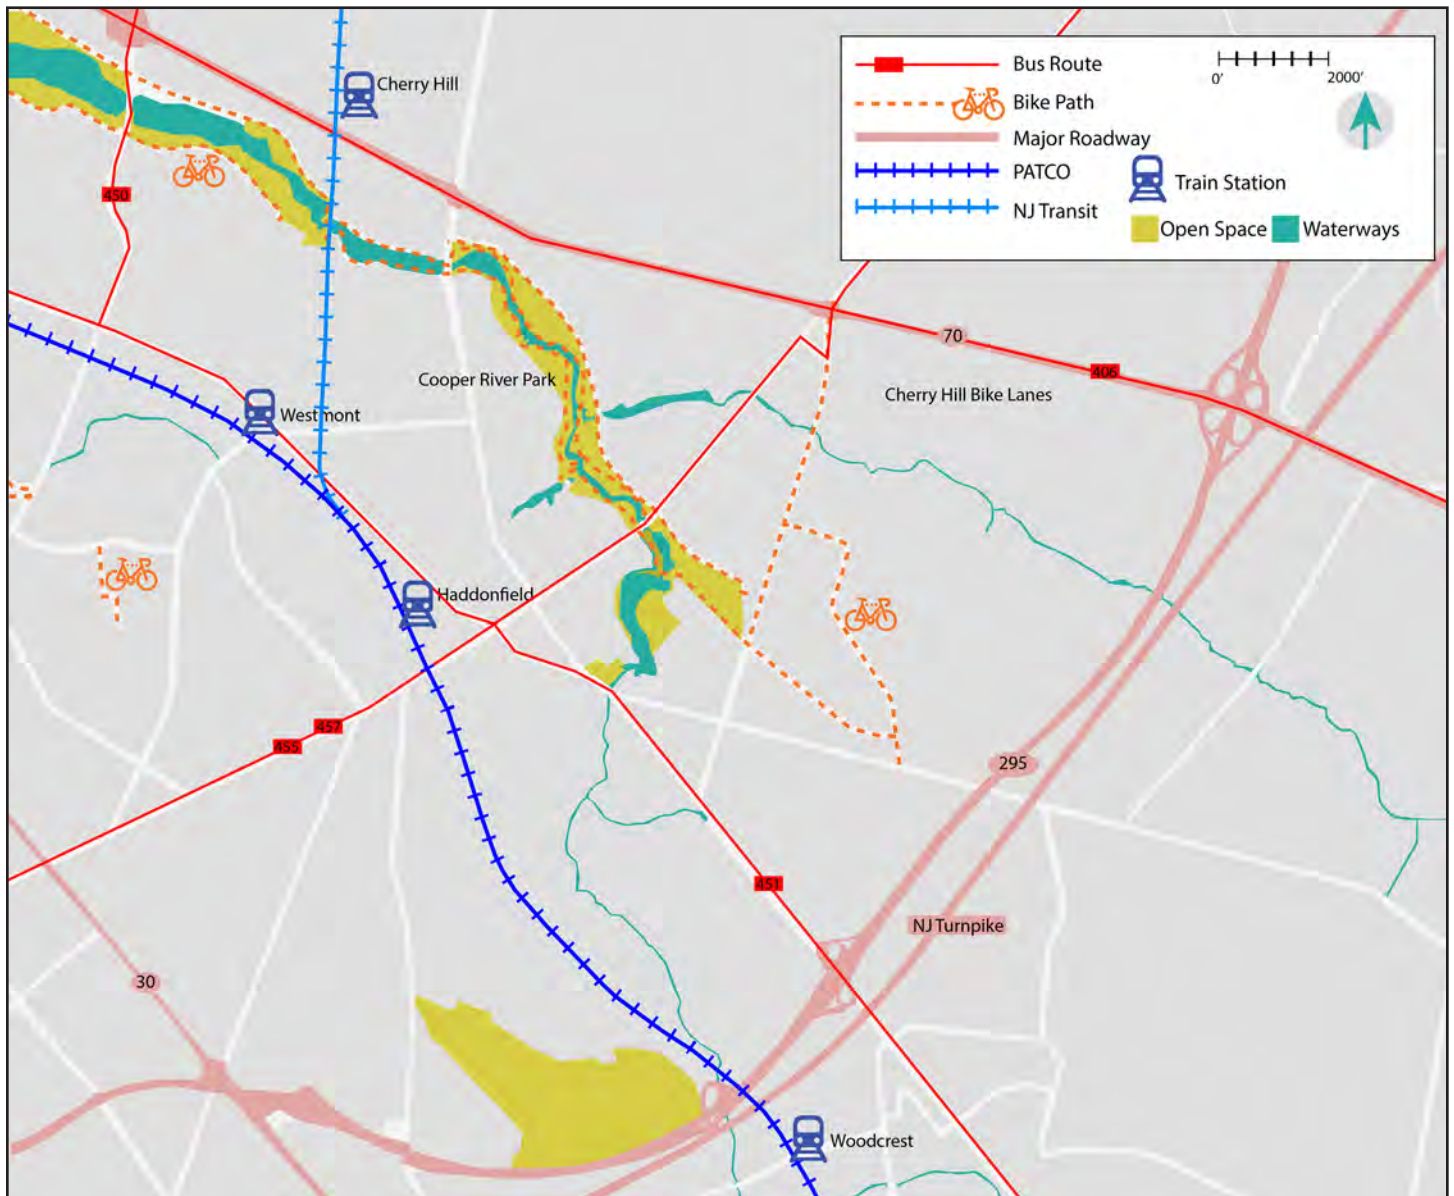 Cherry Hill
Bus Route
0'
2000'
Bike Path
Major Roadway
PATCO
Train Station
NJ Transit
Open Space
Waterways
450
70
406
Cooper River Park
Cherry Hill Bike Lanes
Westmont
Haddonfield
457
455
295
451
NJ Turnpike
30
Woodcrest